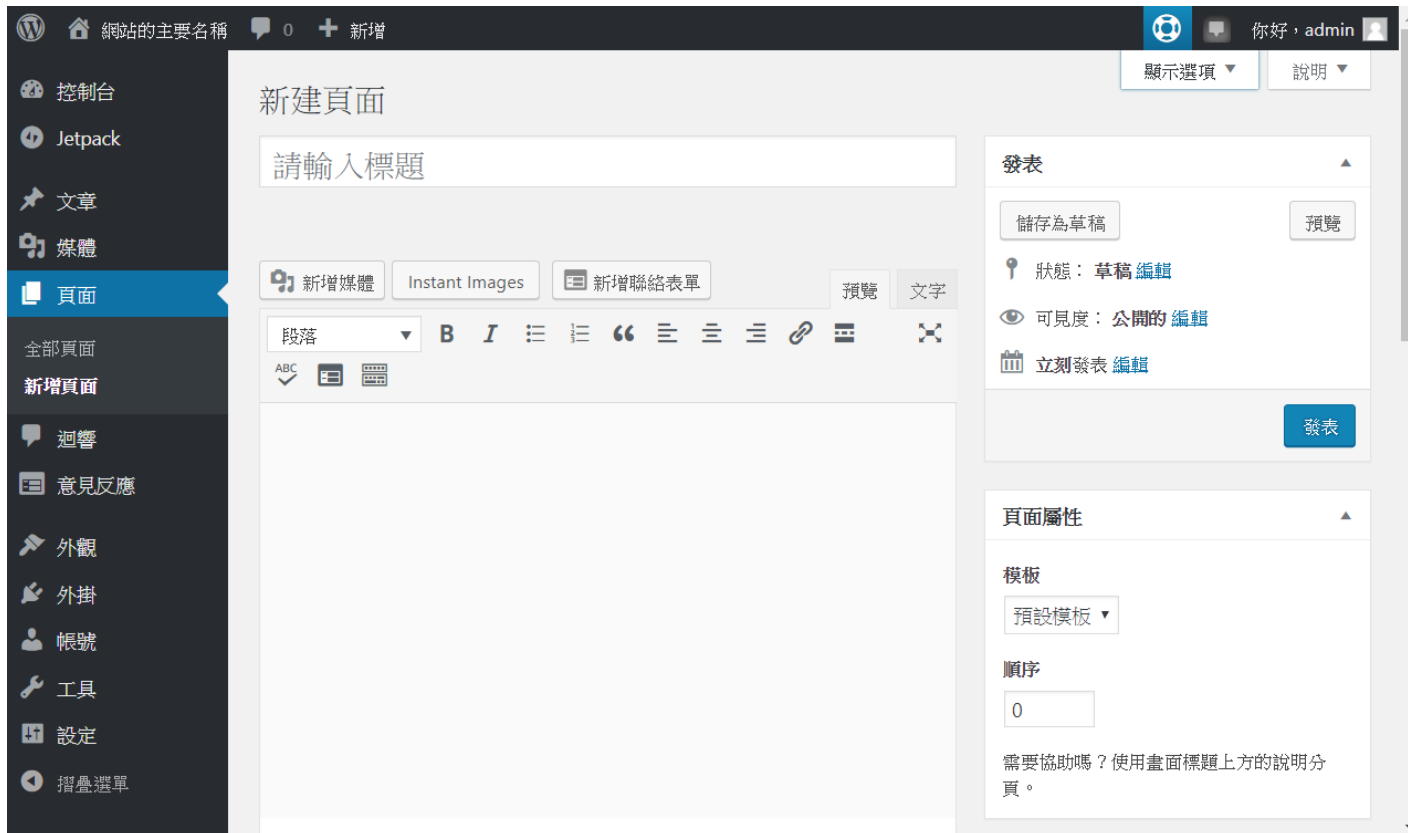 網站的主要名稱 0 新增 你好，admin
顯示選項 說明
控制台
Jetpack
文章
媒體
頁面
全部頁面
新增頁面
迴響
意見反應
外觀
外掛
帳號
工具
設定
摺疊選單
新建頁面
請輸入標題
新增媒體 Instant Images 新增聯絡表單 預覽 文字
段落 B I
ABC
發表
儲存為草稿 預覽
狀態： 草稿 編輯
可見度： 公開的 編輯
立刻發表 編輯
發表
頁面屬性
模板
預設模板
順序
0
需要協助嗎？使用畫面標題上方的說明分
頁。